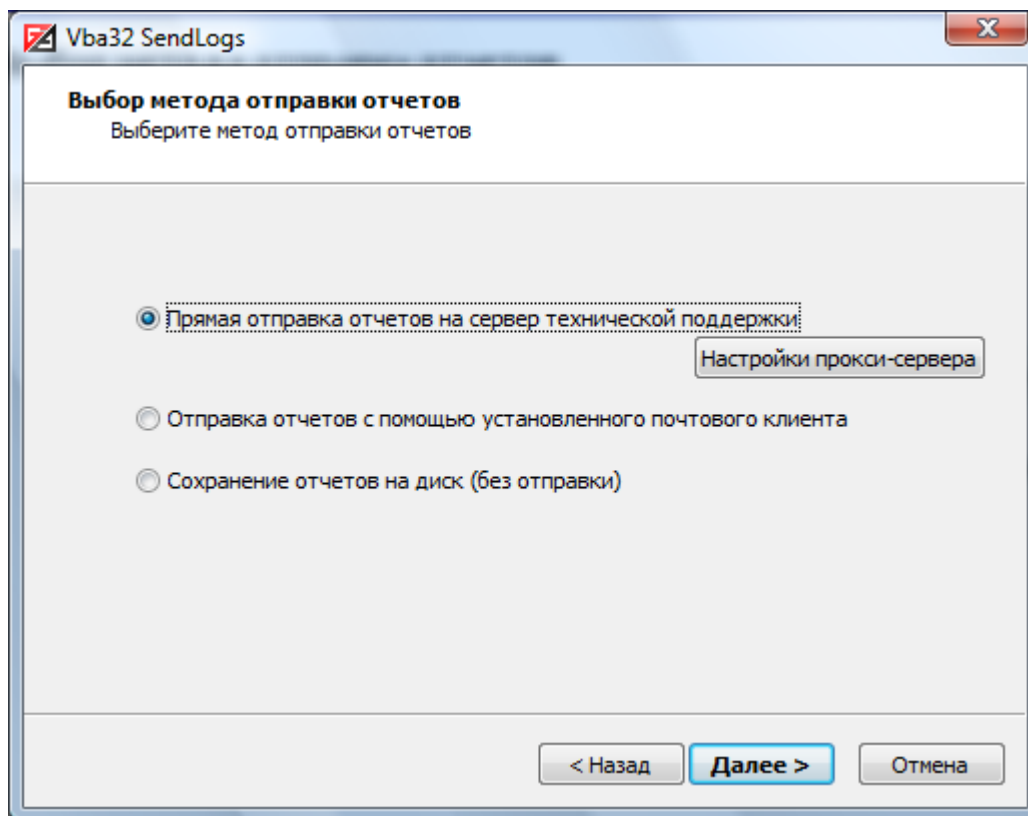 Vba32 SendLogs
Выбор метода отправки отчетов
Выберите метод отправки отчетов
Прямая отправка отчетов на сервер технической поддержки
Настройки прокси-сервера
Отправка отчетов с помощью установленного почтового клиента
Сохранение отчетов на диск (без отправки)
< Назад
Далее >
Отмена